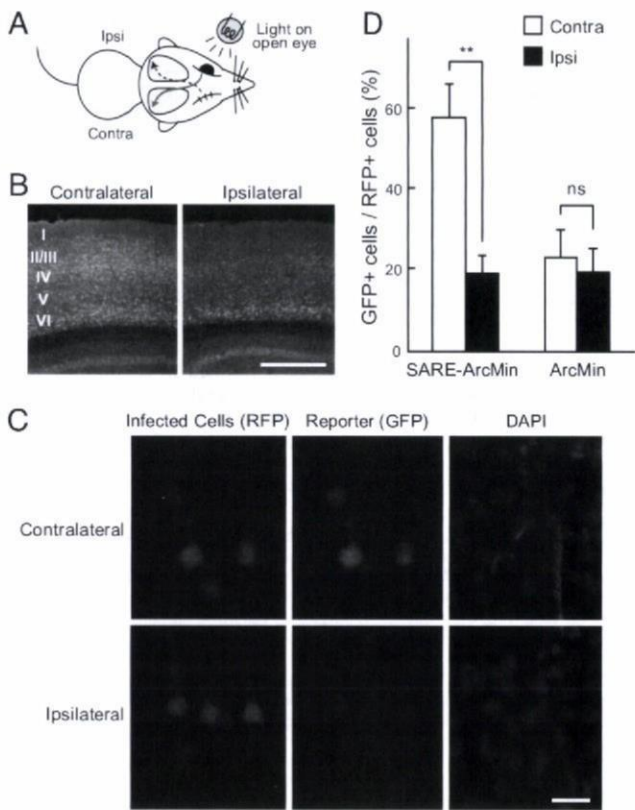 A
Ipsi
Light on
open eye
Contra
B
Contralateral
Ipsilateral
I
II/III
IV
V
VI
D
Contra
Ipsi
**
ns
GFP+ cells / RFP+ cells (%)
60
40
20
0
SARE-ArcMin
ArcMin
C
Infected Cells (RFP)
Reporter (GFP)
DAPI
Contralateral
Ipsilateral